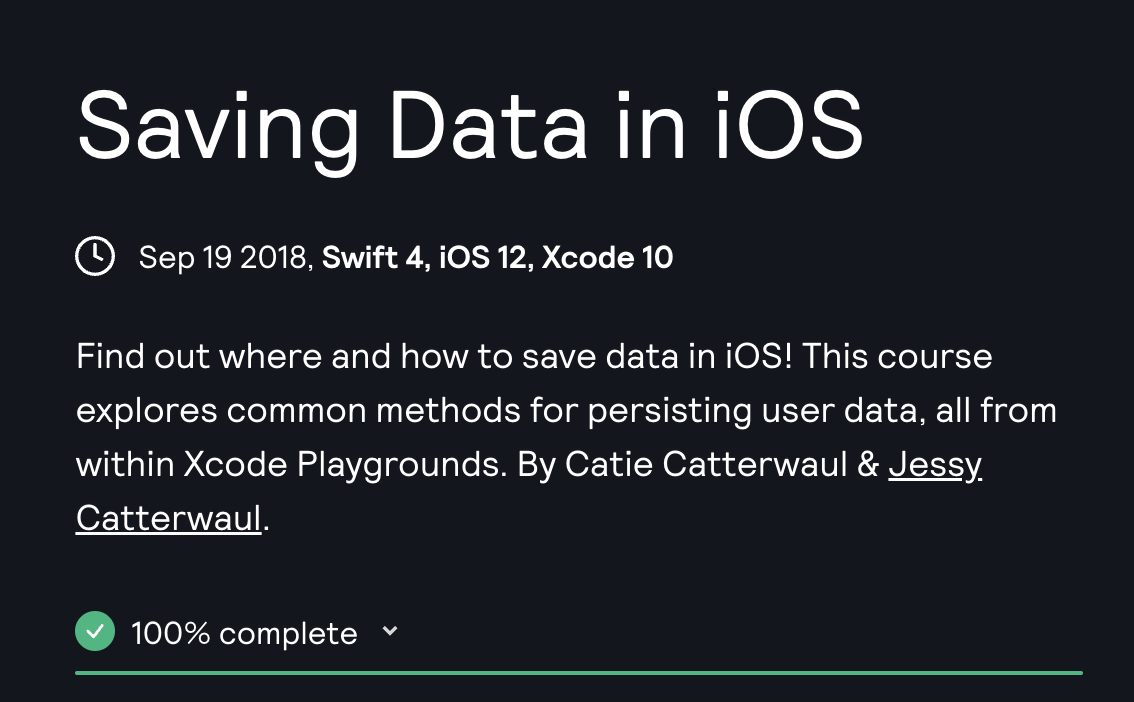 Saving Data in iOS
Sep 19 2018, Swift 4, iOS 12, Xcode 10
Find out where and how to save data in iOS! This course
explores common methods for persisting user data, all from
within Xcode Playgrounds. By Catie Catterwaul & Jessy
Catterwaul.
100% complete